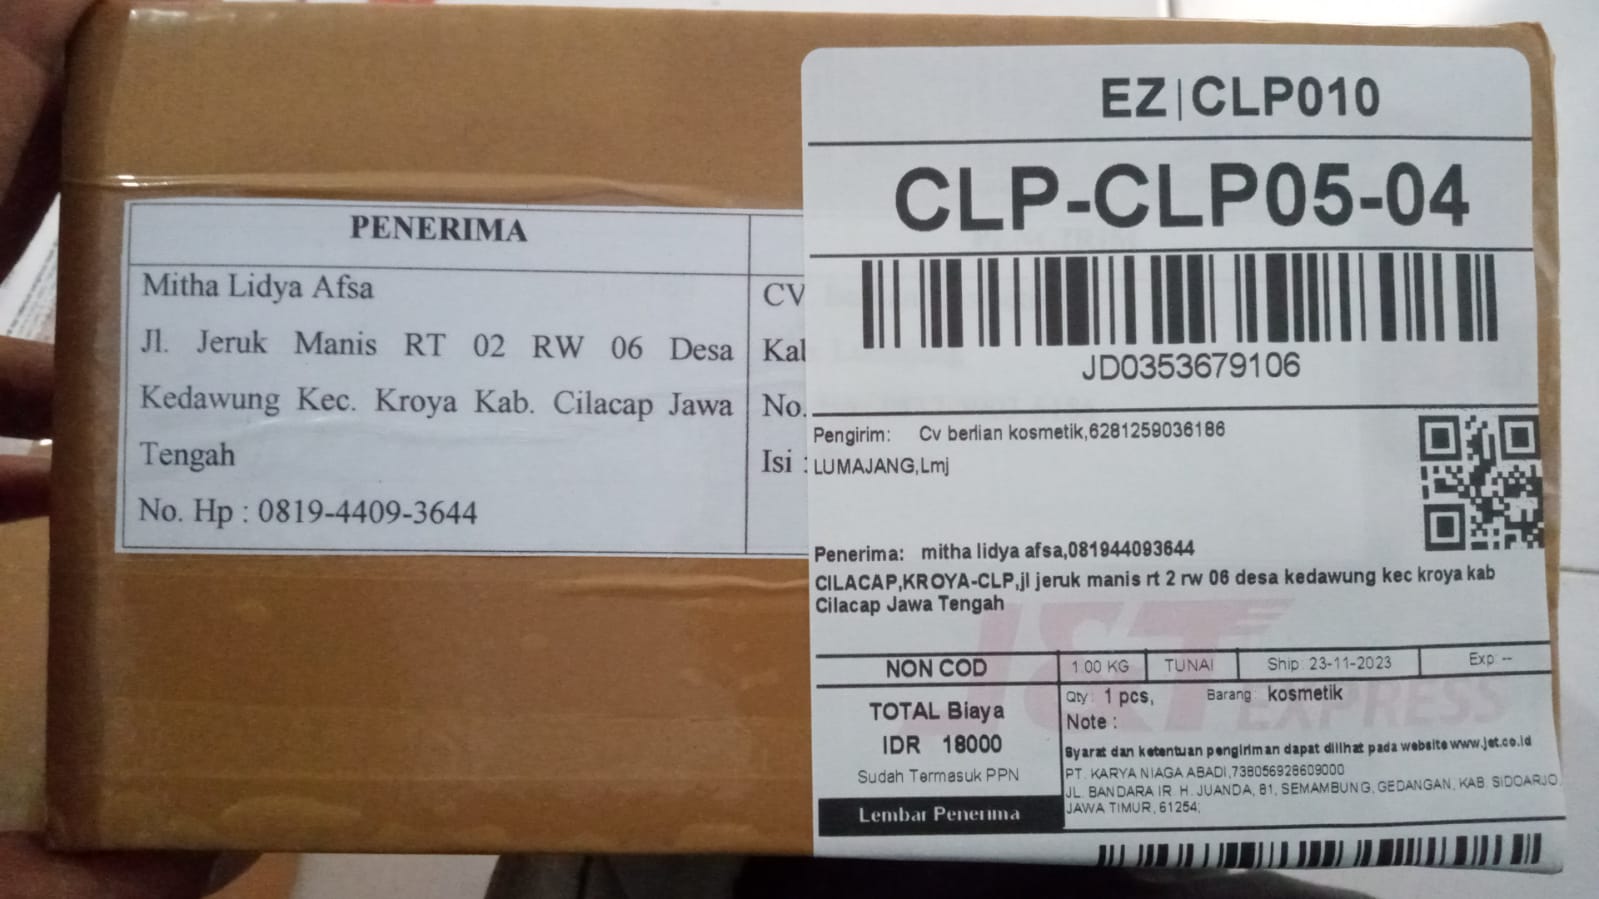 PENERIMA
Mitha Lidya Afsa
Jl. Jeruk Manis RT 02 RW 06 Desa
Kedawung Kec. Kroya Kab. Cilacap Jawa
Tengah
No. Hp : 0819-4409-3644
CV
Kal
No.
Isi :
EZ|CLP010
CLP-CLP05-04
JD0353679106
Pengirim: Cv berlian kosmetik,6281259036186
LUMAJANG,Lmj
Penerima: mitha lidya afsa,081944093644
CILACAP,KROYA-CLP,jl jeruk manis rt 2 rw 06 desa kedawung kec kroya kab
Cilacap Jawa Tengah
NON COD 1.00 KG TUNAI Ship: 23-11-2023 Exp: --
TOTAL Biaya
IDR 18000
Sudah Termasuk PPN
Lembar Penerima
Qty : 1 pcs, Barang : kosmetik
Note :
J&T EXPRESS
Syarat dan ketentuan pengiriman dapat dilihat pada website www.jet.co.id
PT. KARYA NIAGA ABADI,738056928609000
JL. BANDARA IR. H. JUANDA, 81, SEMAMBUNG, GEDANGAN, KAB. SIDOARJO,
JAWA TIMUR, 61254;